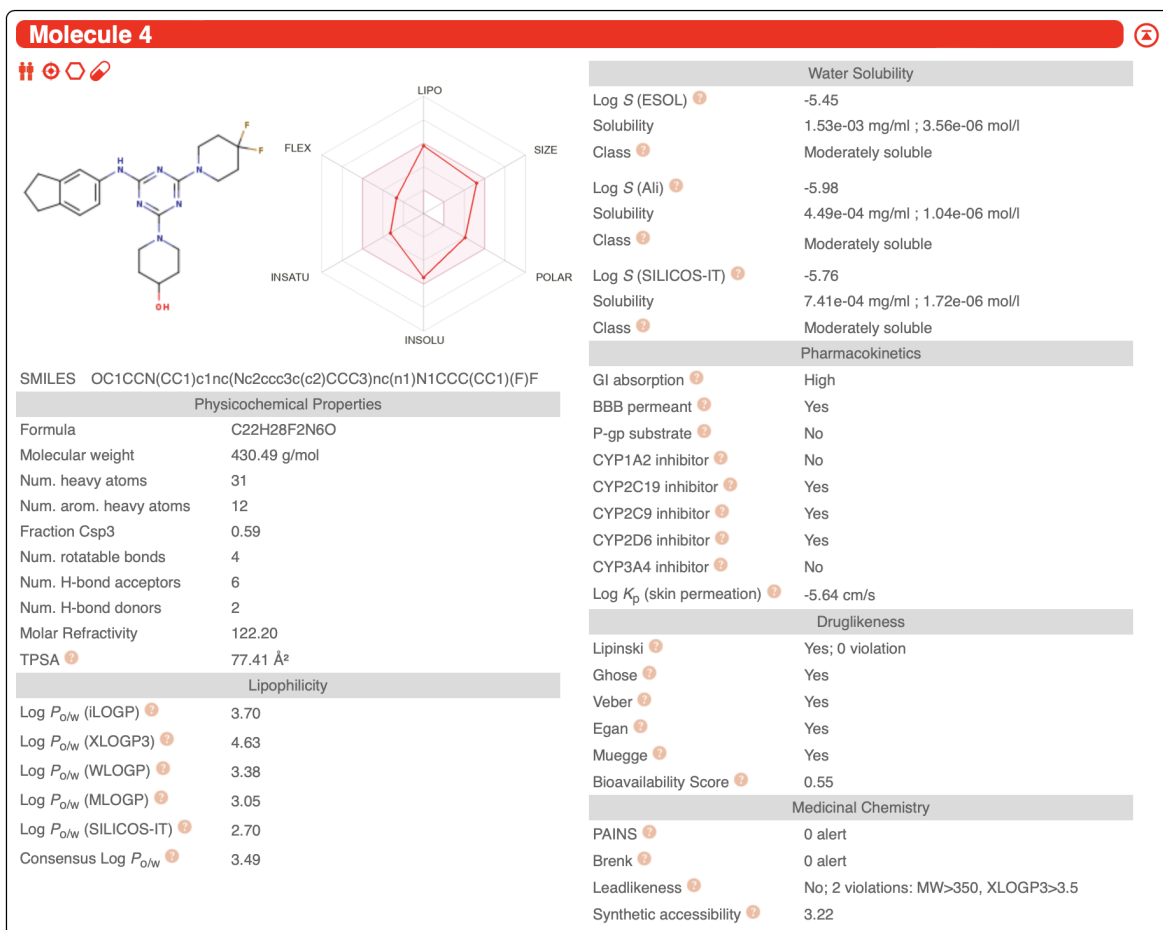 Molecule 4
H
N
N
N
N
N
N
F
F
OH
LIPO
FLEX
SIZE
INSATU
POLAR
INSOLU
SMILES OC1CCN(CC1)c1nc(Nc2ccc3c(c2)CCC3)nc(n1)N1CCC(CC1)(F)F
Physicochemical Properties
Formula C22H28F2N6O
Molecular weight 430.49 g/mol
Num. heavy atoms 31
Num. arom. heavy atoms 12
Fraction Csp3 0.59
Num. rotatable bonds 4
Num. H-bond acceptors 6
Num. H-bond donors 2
Molar Refractivity 122.20
TPSA ? 77.41 Å²
Lipophilicity
Log Po/w (iLOGP) ? 3.70
Log Po/w (XLOGP3) ? 4.63
Log Po/w (WLOGP) ? 3.38
Log Po/w (MLOGP) ? 3.05
Log Po/w (SILICOS-IT) ? 2.70
Consensus Log Po/w ? 3.49
Water Solubility
Log S (ESOL) ? -5.45
Solubility 1.53e-03 mg/ml ; 3.56e-06 mol/l
Class ? Moderately soluble
Log S (Ali) ? -5.98
Solubility 4.49e-04 mg/ml ; 1.04e-06 mol/l
Class ? Moderately soluble
Log S (SILICOS-IT) ? -5.76
Solubility 7.41e-04 mg/ml ; 1.72e-06 mol/l
Class ? Moderately soluble
Pharmacokinetics
GI absorption ? High
BBB permeant ? Yes
P-gp substrate ? No
CYP1A2 inhibitor ? No
CYP2C19 inhibitor ? Yes
CYP2C9 inhibitor ? Yes
CYP2D6 inhibitor ? Yes
CYP3A4 inhibitor ? No
Log Kp (skin permeation) ? -5.64 cm/s
Druglikeness
Lipinski ? Yes; 0 violation
Ghose ? Yes
Veber ? Yes
Egan ? Yes
Muegge ? Yes
Bioavailability Score ? 0.55
Medicinal Chemistry
PAINS ? 0 alert
Brenk ? 0 alert
Leadlikeness ? No; 2 violations: MW>350, XLOGP3>3.5
Synthetic accessibility ? 3.22